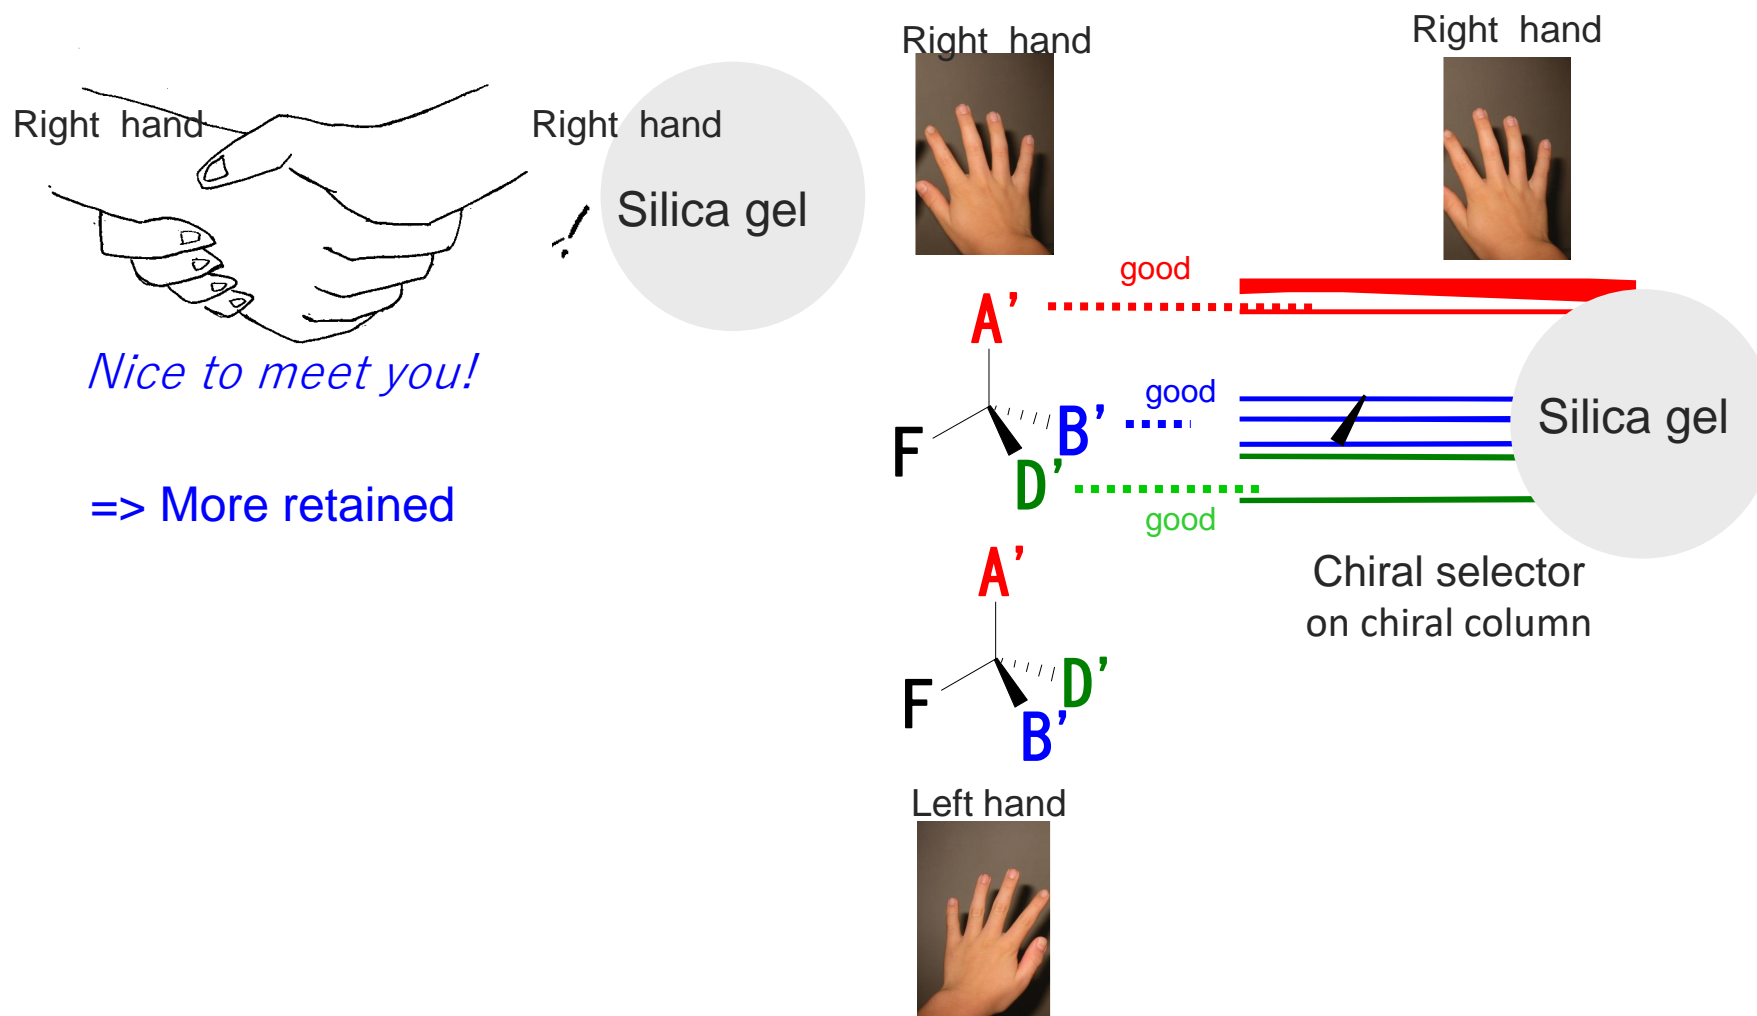 Right hand
Right hand
Silica gel
Nice to meet you!
=> More retained
Right hand
Right hand
good
A’
good
B’
F
D’
good
Silica gel
A’
Chiral selector
on chiral column
D’
F
B’
Left hand